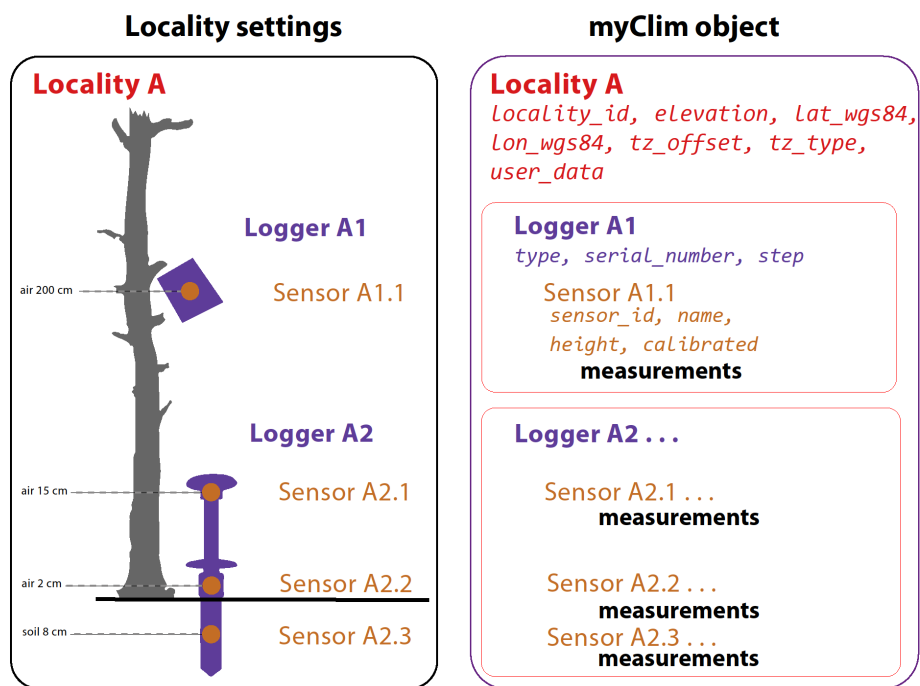 Locality settings
Locality A
Logger A1
air 200 cm
Sensor A1.1
Logger A2
air 15 cm
Sensor A2.1
air 2 cm
Sensor A2.2
soil 8 cm
Sensor A2.3
myClim object
Locality A
locality_id, elevation, lat_wgs84,
lon_wgs84, tz_offset, tz_type,
user_data
Logger A1
type, serial_number, step
Sensor A1.1
sensor_id, name,
height, calibrated
measurements
Logger A2 . . .
Sensor A2.1 . . .
measurements
Sensor A2.2 . . .
measurements
Sensor A2.3 . . .
measurements